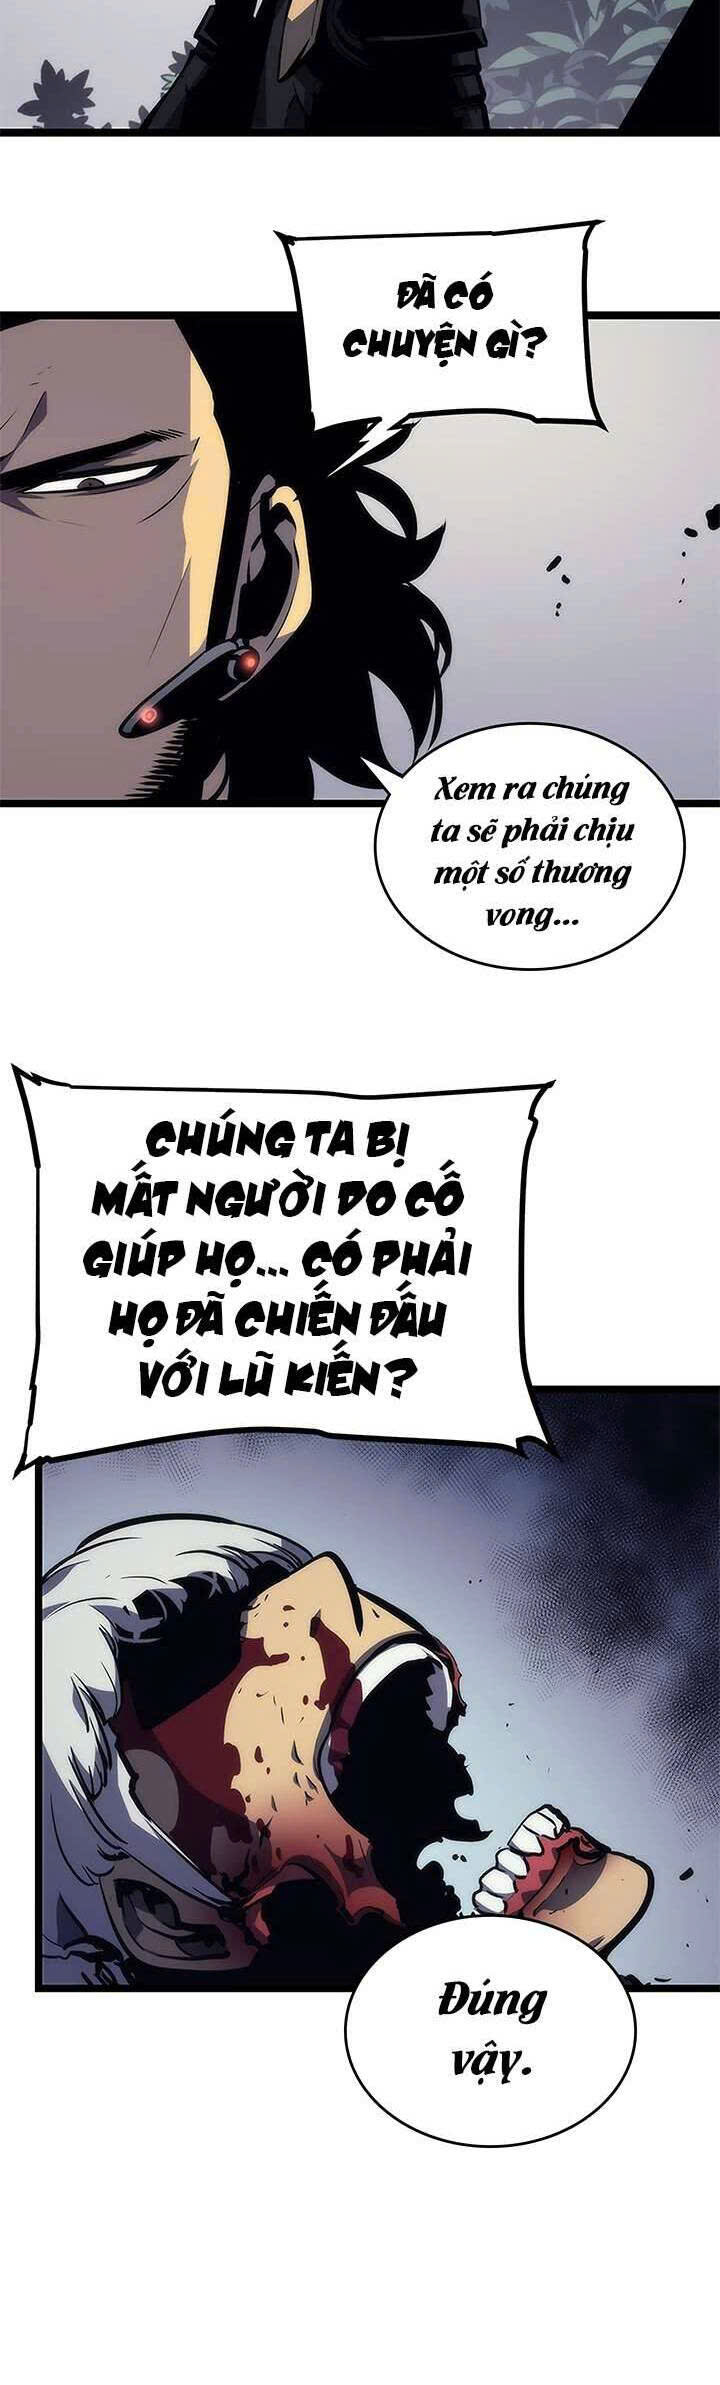 ĐÃ CÓ
CHUYỆN GÌ?
Xem ra chúng
ta sẽ phải chịu
một số thương
vong...
CHÚNG TA BỊ
MẤT NGƯỜI DO CỐ
GIÚP HỌ... CÓ PHẢI
HỌ ĐÃ CHIẾN ĐẤU
VỚI LŨ KIẾN?
Đúng
vậy.